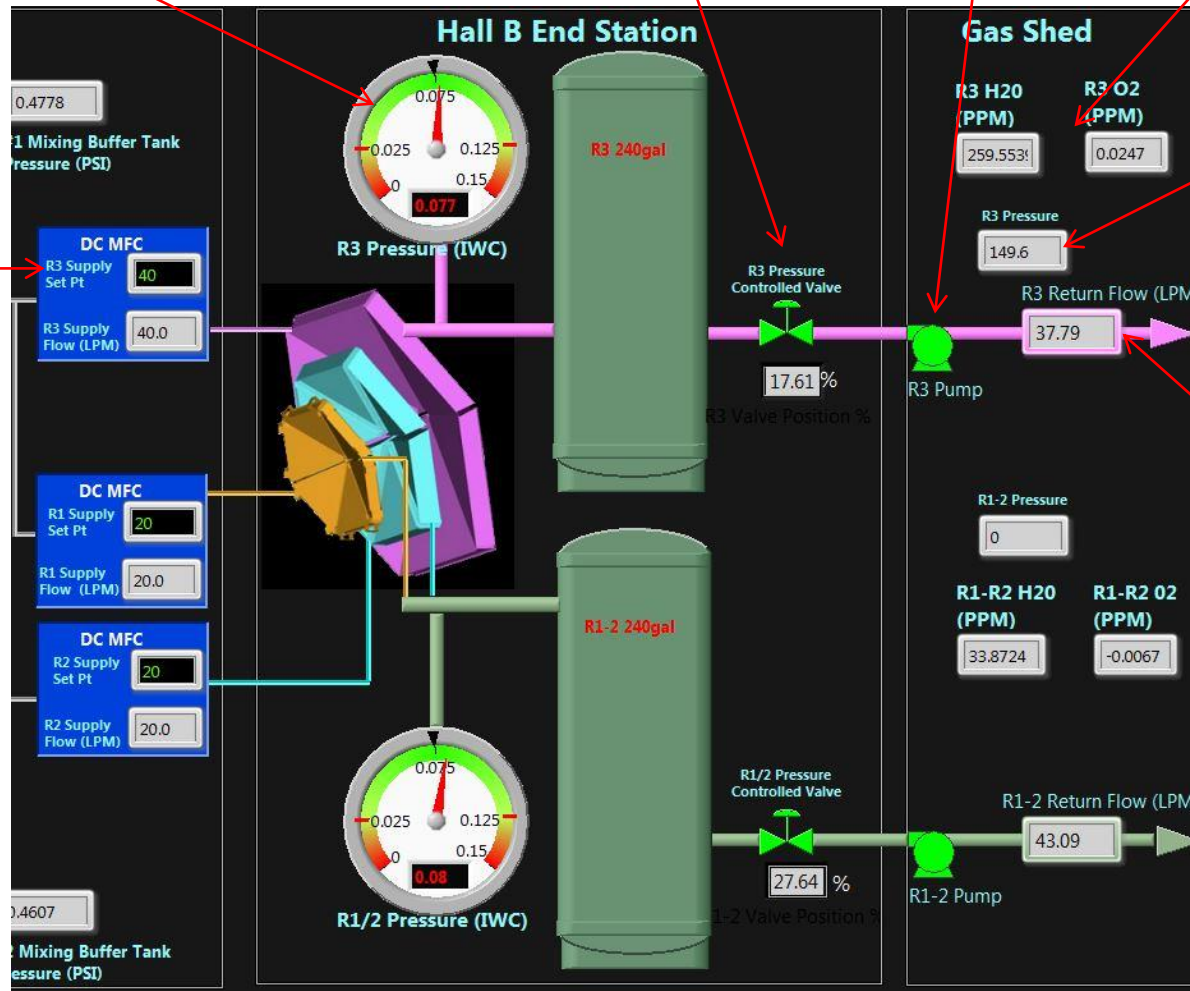 Hall B End Station
Gas Shed
0.4778
#1 Mixing Buffer Tank
Pressure (PSI)
DC MFC
R3 Supply
Set Pt
40
R3 Supply
Flow (LPM)
40.0
DC MFC
R1 Supply
Set Pt
20
R1 Supply
Flow (LPM)
20.0
DC MFC
R2 Supply
Set Pt
20
R2 Supply
Flow (LPM)
20.0
0.4607
Mixing Buffer Tank
essure (PSI)
0.075
0.025
0.125
0
0.15
0.077
R3 Pressure (IWC)
R3 240gal
R3 Pressure
Controlled Valve
17.61 %
R3 Valve Position %
R1-2 240gal
0.075
0.025
0.125
0
0.15
0.08
R1/2 Pressure (IWC)
R1/2 Pressure
Controlled Valve
27.64 %
1-2 Valve Position %
R3 H20
(PPM)
259.5539
R3 O2
(PPM)
0.0247
R3 Pressure
149.6
R3 Return Flow (LPM
37.79
R3 Pump
R1-2 Pressure
0
R1-R2 H20
(PPM)
33.8724
R1-R2 02
(PPM)
-0.0067
R1-2 Return Flow (LPM
43.09
R1-2 Pump